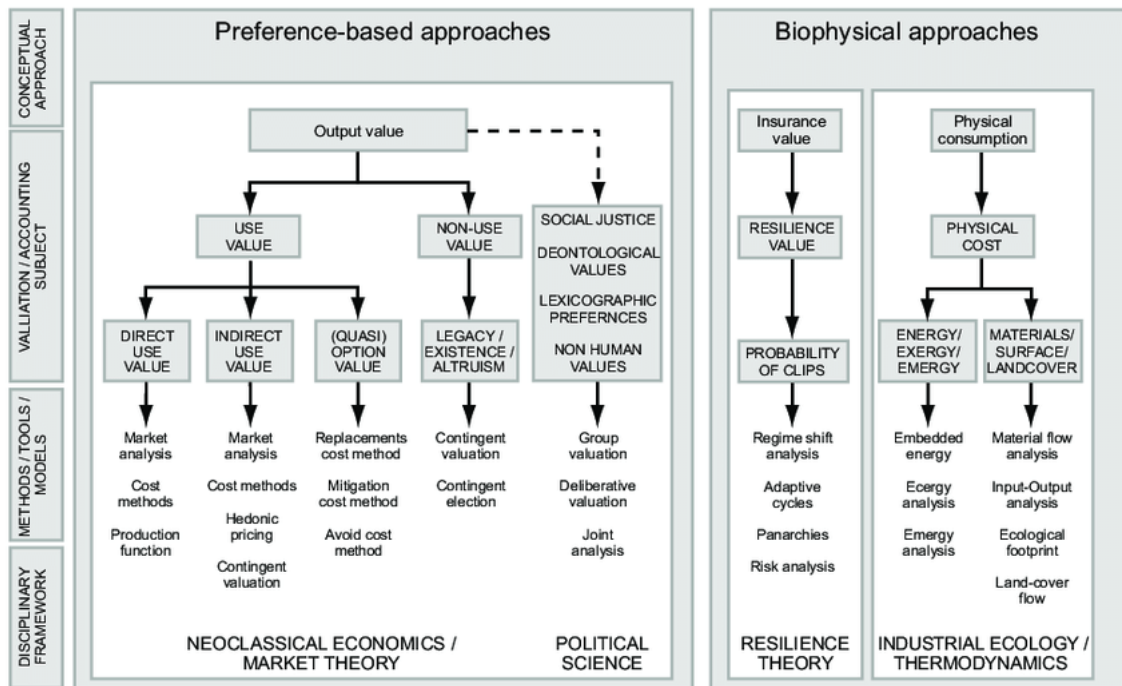 Preference-based approaches
Biophysical approaches
CONCEPTUAL
APPROACH
Output value
Insurance
value
Physical
consumption
VALLIATION / ACCOUNTING
SUBJECT
USE
VALUE
NON-USE
VALUE
SOCIAL JUSTICE
DEONTOLOGICAL
VALUES
LEXICOGRAPHIC
PREFERNCES
NON HUMAN
VALUES
RESILIENCE
VALUE
PHYSICAL
COST
DIRECT
USE
VALUE
INDIRECT
USE VALUE
(QUASI)
OPTION
VALUE
LEGACY /
EXISTENCE /
ALTRUISM
PROBABILITY
OF CLIPS
ENERGY/
EXERGY/
EMERGY
MATERIALS/
SURFACE/
LANDCOVER
METHODS / TOOLS /
MODELS
Market
analysis
Cost
methods
Production
function
Market
analysis
Cost methods
Hedonic
pricing
Contingent
valuation
Replacements
cost method
Mitigation
cost method
Avoid cost
method
Contingent
valuation
Contingent
election
Group
valuation
Deliberative
valuation
Joint
analysis
Regime shift
analysis
Adaptive
cycles
Panarchies
Risk analysis
Embedded
energy
Ecergy
analysis
Emergy
analysis
Material flow
analysis
Input-Output
analysis
Ecological
footprint
Land-cover
flow
DISCIPLINARY
FRAMEWORK
NEOCLASSICAL ECONOMICS /
MARKET THEORY
POLITICAL
SCIENCE
RESILIENCE
THEORY
INDUSTRIAL ECOLOGY /
THERMODYNAMICS